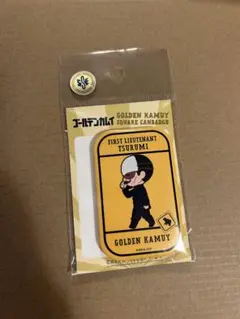 ゴールデンカムイ
GOLDEN KAMUY
SQUARE CANBADGE
FIRST LIEUTENANT
TSURUMI
GOLDEN KAMUY